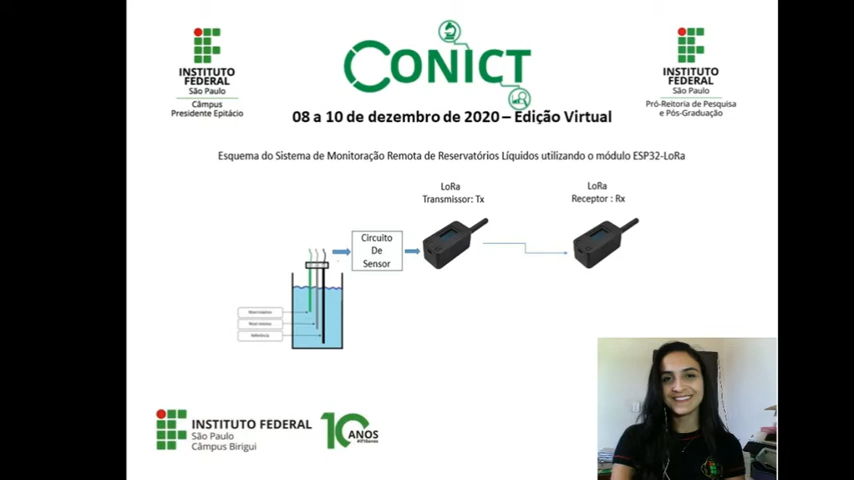 INSTITUTO
FEDERAL
São Paulo
Câmpus
Presidente Epitácio
CONICT
INSTITUTO
FEDERAL
São Paulo
Pró-Reitoria de Pesquisa
e Pós-Graduação
08 a 10 de dezembro de 2020 – Edição Virtual
Esquema do Sistema de Monitoração Remota de Reservatórios Líquidos utilizando o módulo ESP32-LoRa
LoRa
Transmissor: Tx
LoRa
Receptor : Rx
Circuito
De
Sensor
Referência
INSTITUTO FEDERAL
São Paulo
Câmpus Birigui
10 ANOS